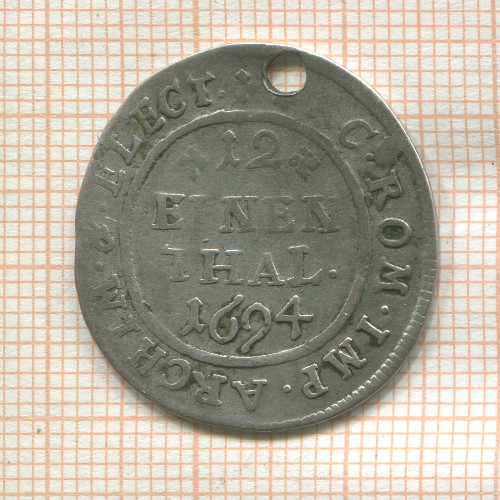 · C · ROM · IMP · ARCHIM · & ELECT ·
12
EINEN
THAL.
1694